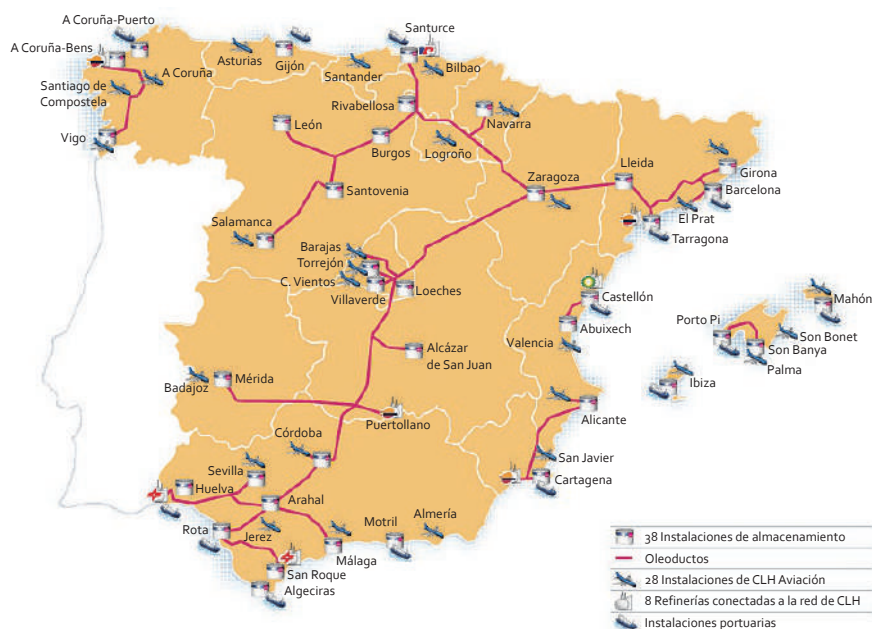 A Coruña-Puerto
A Coruña-Bens
Asturias
Gijón
Santurce
Santander
Bilbao
A Coruña
Santiago de
Compostela
Vigo
León
Rivabellosa
Burgos
Logroño
Navarra
Zaragoza
Lleida
Girona
Barcelona
El Prat
Tarragona
Santovenia
Salamanca
Barajas
Torrejón
C. Vientos
Villaverde
Loeches
Castellón
Abuixech
Valencia
Mahón
Porto Pi
Son Bonet
Son Banya
Palma
Ibiza
Alcázar
de San Juan
Mérida
Badajoz
Puertollano
Alicante
San Javier
Cartagena
Córdoba
Sevilla
Huelva
Arahal
Rota
Jerez
Málaga
Motril
Almería
San Roque
Algeciras
38 Instalaciones de almacenamiento
Oleoductos
28 Instalaciones de CLH Aviación
8 Refinerías conectadas a la red de CLH
Instalaciones portuarias